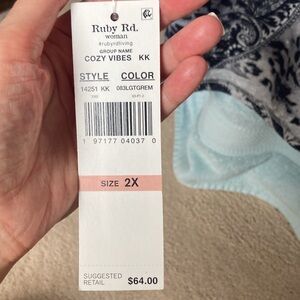 Ruby Rd.
woman
#rubyrdliving
GROUP NAME
COZY VIBES KK
STYLE COLOR
14251 KK 083LGTGREM
1 97177 04037 0
SIZE 2X
SUGGESTED
RETAIL $64.00